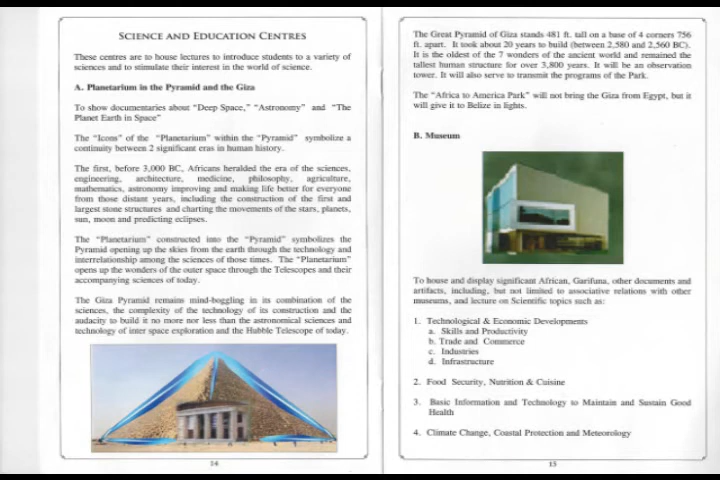 SCIENCE AND EDUCATION CENTRES
These centres are to house lectures to introduce students to a variety of
sciences and to stimulate their interest in the world of science.
A. Planetarium in the Pyramid and the Giza
To show documentaries about "Deep Space," "Astronomy" and "The
Planet Earth in Space"
The "Icons" of the "Planetarium" within the "Pyramid" symbolize a
continuity between 2 significant eras in human history.
The first, before 3,000 BC, Africans heralded the era of the sciences,
engineering, architecture, medicine, philosophy, agriculture,
mathematics, astronomy improving and making life better for everyone
from those distant years, including the construction of the first and
largest stone structures and charting the movements of the stars, planets,
sun, moon and predicting eclipses.
The "Planetarium" constructed into the "Pyramid" symbolizes the
Pyramid opening up the skies from the earth through the technology and
interrelationship among the sciences of those times. The "Planetarium"
opens up the wonders of the outer space through the Telescopes and their
accompanying sciences of today.
The Giza Pyramid remains mind-boggling in its combination of the
sciences, the complexity of the technology of its construction and the
audacity to build it no more nor less than the astronomical sciences and
technology of inter space exploration and the Hubble Telescope of today.
14
The Great Pyramid of Giza stands 481 ft. tall on a base of 4 corners 756
ft. apart. It took about 20 years to build (between 2,580 and 2,560 BC).
It is the oldest of the 7 wonders of the ancient world and remained the
tallest human structure for over 3,800 years. It will be an observation
tower. It will also serve to transmit the programs of the Park.
The "Africa to America Park" will not bring the Giza from Egypt, but it
will give it to Belize in lights.
B. Museum
To house and display significant African, Garifuna, other documents and
artifacts, including, but not limited to associative relations with other
museums, and lecture on Scientific topics such as:
1. Technological & Economic Developments
a. Skills and Productivity
b. Trade and Commerce
c. Industries
d. Infrastructure
2. Food Security, Nutrition & Cuisine
3. Basic Information and Technology to Maintain and Sustain Good
Health
4. Climate Change, Coastal Protection and Meteorology
15